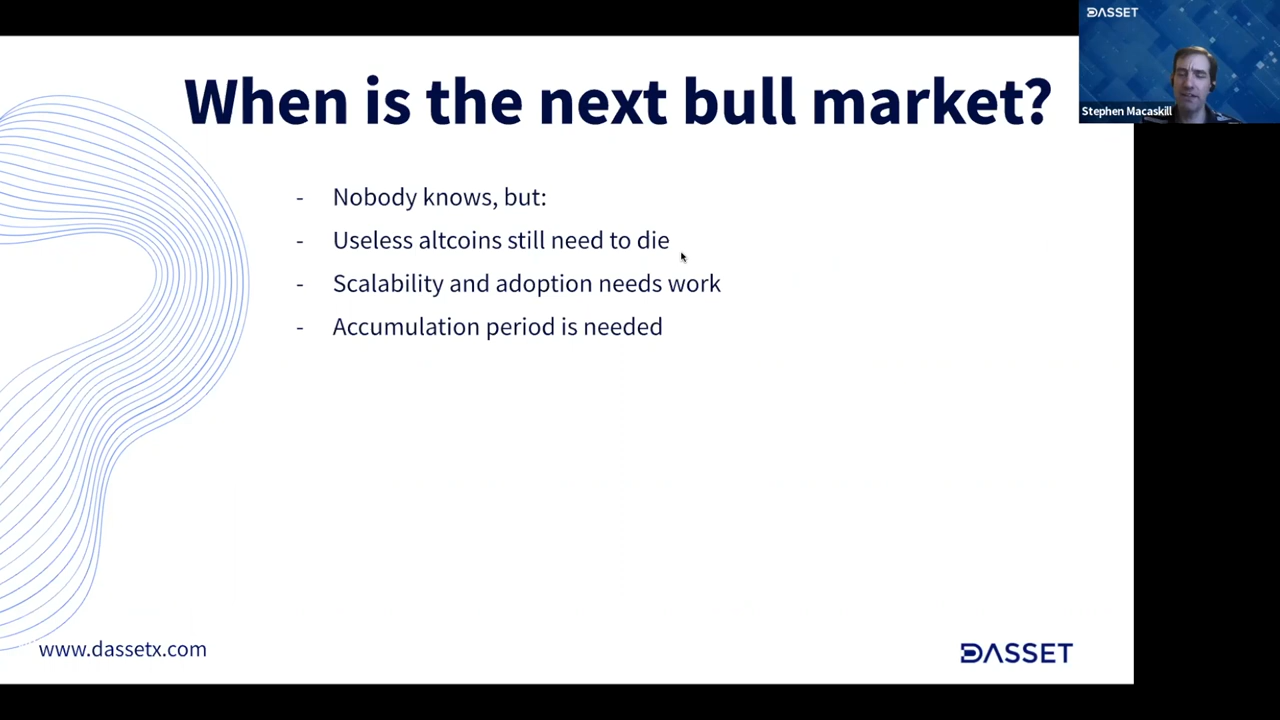 When is the next bull market?
- Nobody knows, but:
- Useless altcoins still need to die
- Scalability and adoption needs work
- Accumulation period is needed
www.dassetx.com
DASSET
DASSET
Stephen Macaskill